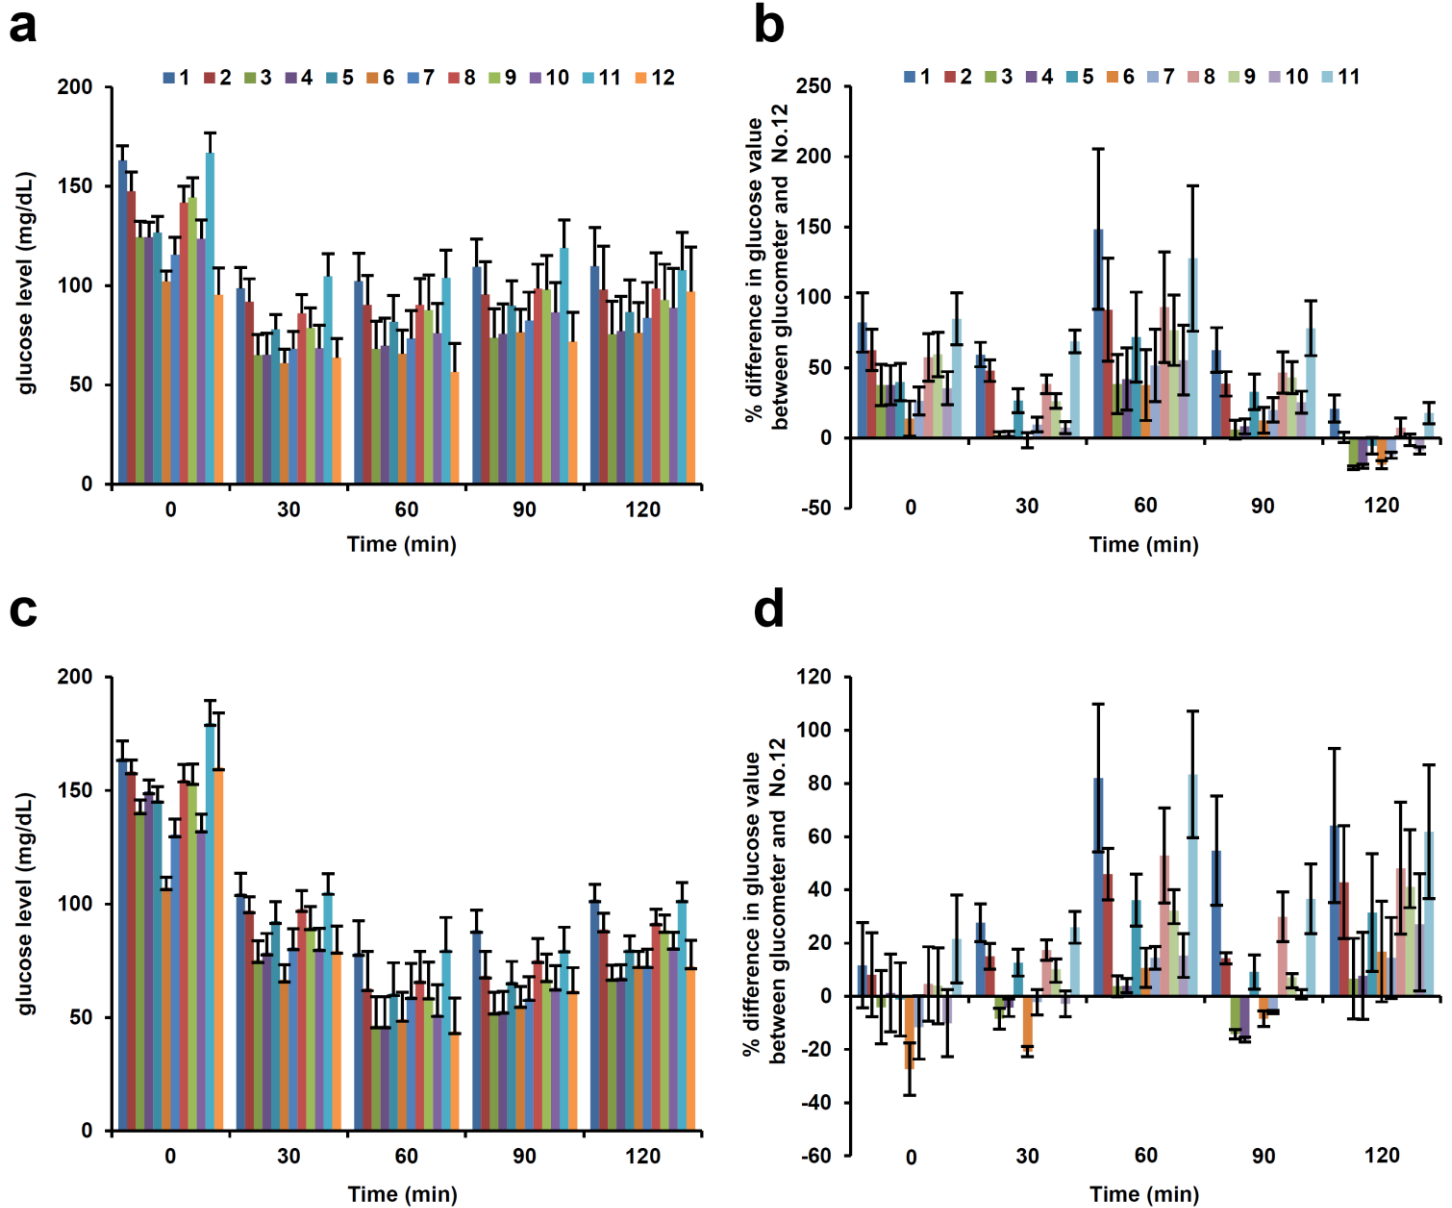 a
1 2 3 4 5 6 7 8 9 10 11 12
glucose level (mg/dL)
200
150
100
50
0
0 30 60 90 120
Time (min)
b
1 2 3 4 5 6 7 8 9 10 11
% difference in glucose value
between glucometer and No.12
250
200
150
100
50
0
-50
0 30 60 90 120
Time (min)
c
glucose level (mg/dL)
200
150
100
50
0
0 30 60 90 120
Time (min)
d
% difference in glucose value
between glucometer and No.12
120
100
80
60
40
20
0
-20
-40
-60
0 30 60 90 120
Time (min)